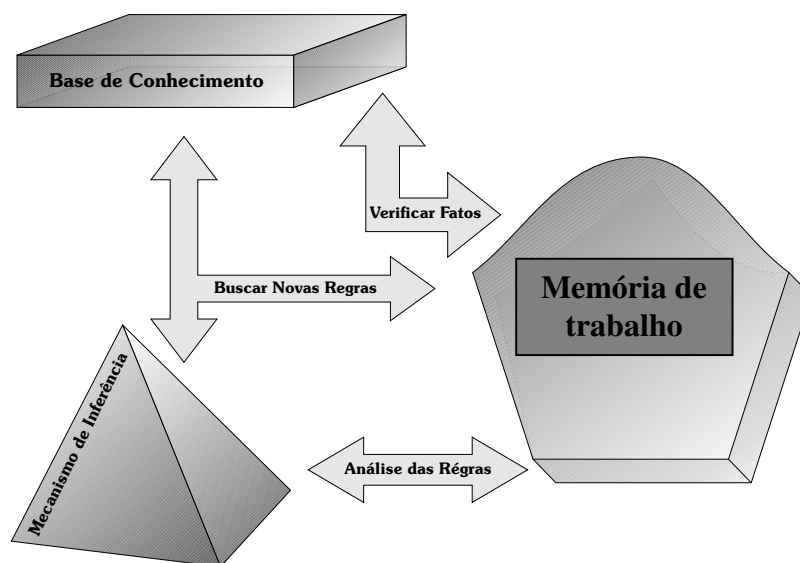 Base de Conhecimento
Verificar Fatos
Buscar Novas Regras
Memória de
trabalho
Mecanismo de Inferência
Análise das Régras